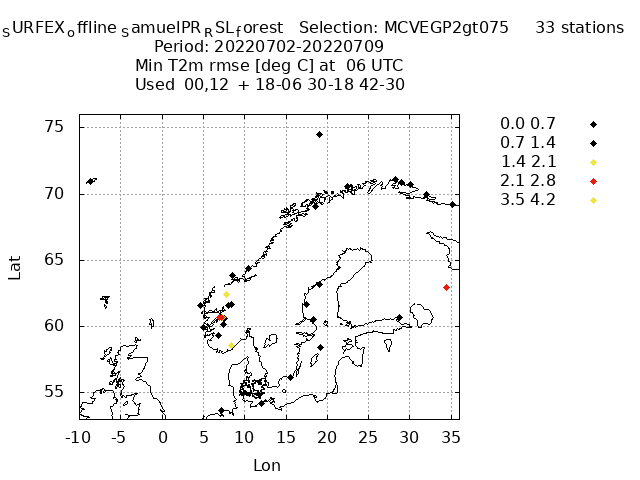 SURFEXoffline SamuelPRRSLforest Selection: MCVEGP2gt075 33 stations
Period: 20220702-20220709
Min T2m rmse [deg C] at 06 UTC
Used 00,12 + 18-06 30-18 42-30
0.0 0.7
0.7 1.4
1.4 2.1
2.1 2.8
3.5 4.2
75
70
65
60
55
Lat
-10 -5 0 5 10 15 20 25 30 35
Lon